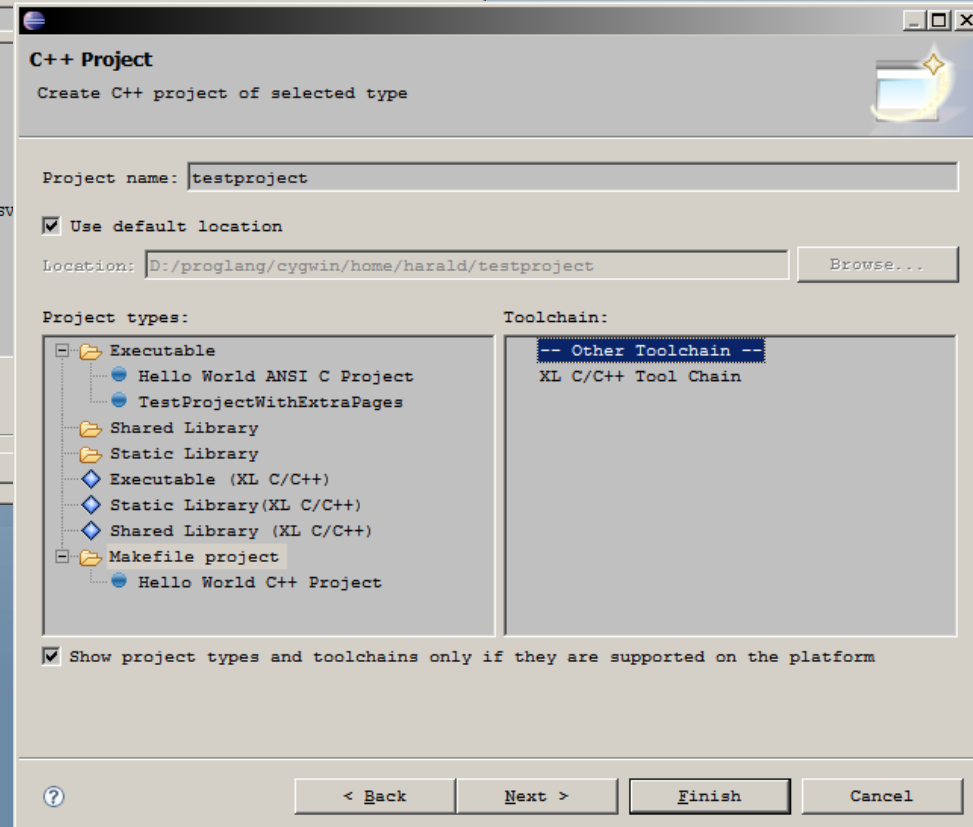 C++ Project
Create C++ project of selected type
Project name: testproject
sv
Use default location
Location: D:/proglang/cygwin/home/harald/testproject Browse...
Project types: Toolchain:
Executable
Hello World ANSI C Project
TestProjectWithExtraPages
Shared Library
Static Library
Executable (XL C/C++)
Static Library(XL C/C++)
Shared Library (XL C/C++)
Makefile project
Hello World C++ Project
-- Other Toolchain --
XL C/C++ Tool Chain
Show project types and toolchains only if they are supported on the platform
? < Back Next > Finish Cancel